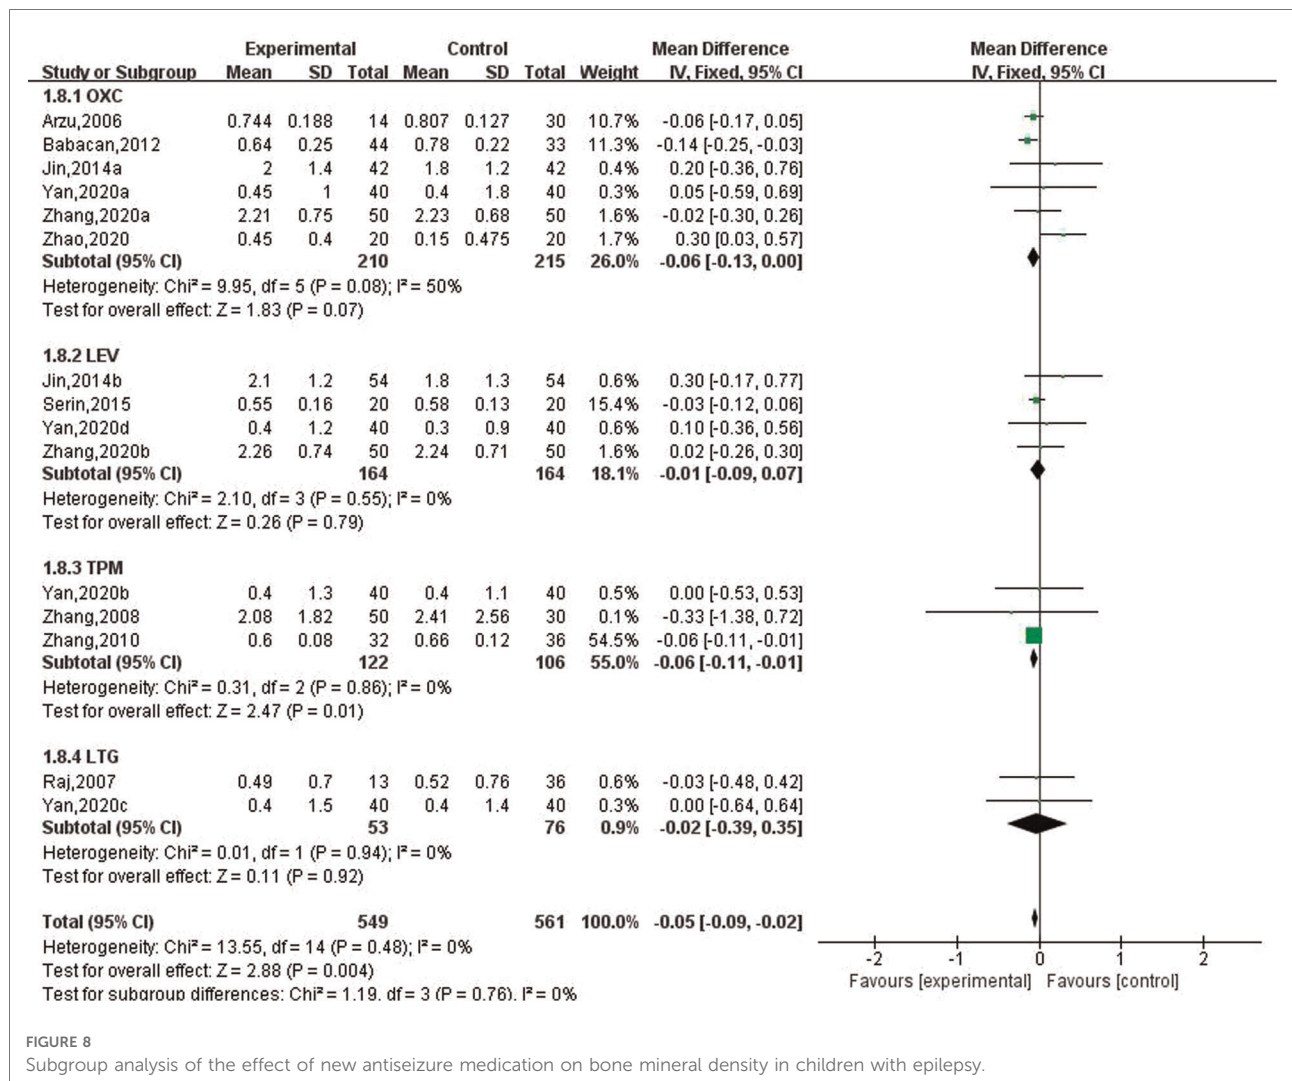 Experimental Control Mean Difference Mean Difference
Study or Subgroup Mean SD Total Mean SD Total Weight IV, Fixed, 95% CI IV, Fixed, 95% CI
1.8.1 OXC
Arzu,2006 0.744 0.188 14 0.807 0.127 30 10.7% -0.06 [-0.17, 0.05]
Babacan,2012 0.64 0.25 44 0.78 0.22 33 11.3% -0.14 [-0.25, -0.03]
Jin,2014a 2 1.4 42 1.8 1.2 42 0.4% 0.20 [-0.36, 0.76]
Yan,2020a 0.45 1 40 0.4 1.8 40 0.3% 0.05 [-0.59, 0.69]
Zhang,2020a 2.21 0.75 50 2.23 0.68 50 1.6% -0.02 [-0.30, 0.26]
Zhao,2020 0.45 0.4 20 0.15 0.475 20 1.7% 0.30 [0.03, 0.57]
Subtotal (95% CI) 210 215 26.0% -0.06 [-0.13, 0.00]
Heterogeneity: Chi² = 9.95, df = 5 (P = 0.08); I² = 50%
Test for overall effect: Z = 1.83 (P = 0.07)
1.8.2 LEV
Jin,2014b 2.1 1.2 54 1.8 1.3 54 0.6% 0.30 [-0.17, 0.77]
Serin,2015 0.55 0.16 20 0.58 0.13 20 15.4% -0.03 [-0.12, 0.06]
Yan,2020d 0.4 1.2 40 0.3 0.9 40 0.6% 0.10 [-0.36, 0.56]
Zhang,2020b 2.26 0.74 50 2.24 0.71 50 1.6% 0.02 [-0.26, 0.30]
Subtotal (95% CI) 164 164 18.1% -0.01 [-0.09, 0.07]
Heterogeneity: Chi² = 2.10, df = 3 (P = 0.55); I² = 0%
Test for overall effect: Z = 0.26 (P = 0.79)
1.8.3 TPM
Yan,2020b 0.4 1.3 40 0.4 1.1 40 0.5% 0.00 [-0.53, 0.53]
Zhang,2008 2.08 1.82 50 2.41 2.56 30 0.1% -0.33 [-1.38, 0.72]
Zhang,2010 0.6 0.08 32 0.66 0.12 36 54.5% -0.06 [-0.11, -0.01]
Subtotal (95% CI) 122 106 55.0% -0.06 [-0.11, -0.01]
Heterogeneity: Chi² = 0.31, df = 2 (P = 0.86); I² = 0%
Test for overall effect: Z = 2.47 (P = 0.01)
1.8.4 LTG
Raj,2007 0.49 0.7 13 0.52 0.76 36 0.6% -0.03 [-0.48, 0.42]
Yan,2020c 0.4 1.5 40 0.4 1.4 40 0.3% 0.00 [-0.64, 0.64]
Subtotal (95% CI) 53 76 0.9% -0.02 [-0.39, 0.35]
Heterogeneity: Chi² = 0.01, df = 1 (P = 0.94); I² = 0%
Test for overall effect: Z = 0.11 (P = 0.92)
Total (95% CI) 549 561 100.0% -0.05 [-0.09, -0.02]
Heterogeneity: Chi² = 13.55, df = 14 (P = 0.48); I² = 0%
Test for overall effect: Z = 2.88 (P = 0.004)
Test for subgroup differences: Chi² = 1.19, df = 3 (P = 0.76), I² = 0%
-2 -1 0 1 2
Favours [experimental] Favours [control]
FIGURE 8
Subgroup analysis of the effect of new antiseizure medication on bone mineral density in children with epilepsy.